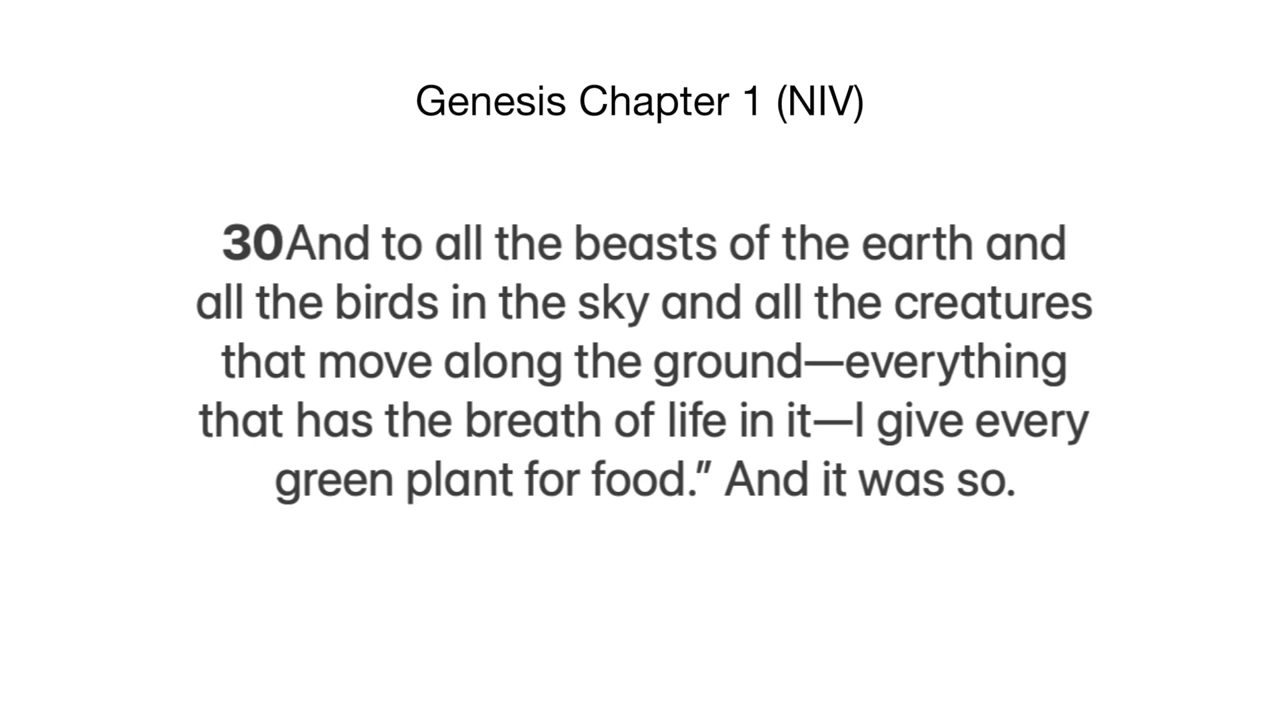 Genesis Chapter 1 (NIV)
30And to all the beasts of the earth and
all the birds in the sky and all the creatures
that move along the ground—everything
that has the breath of life in it—I give every
green plant for food.” And it was so.